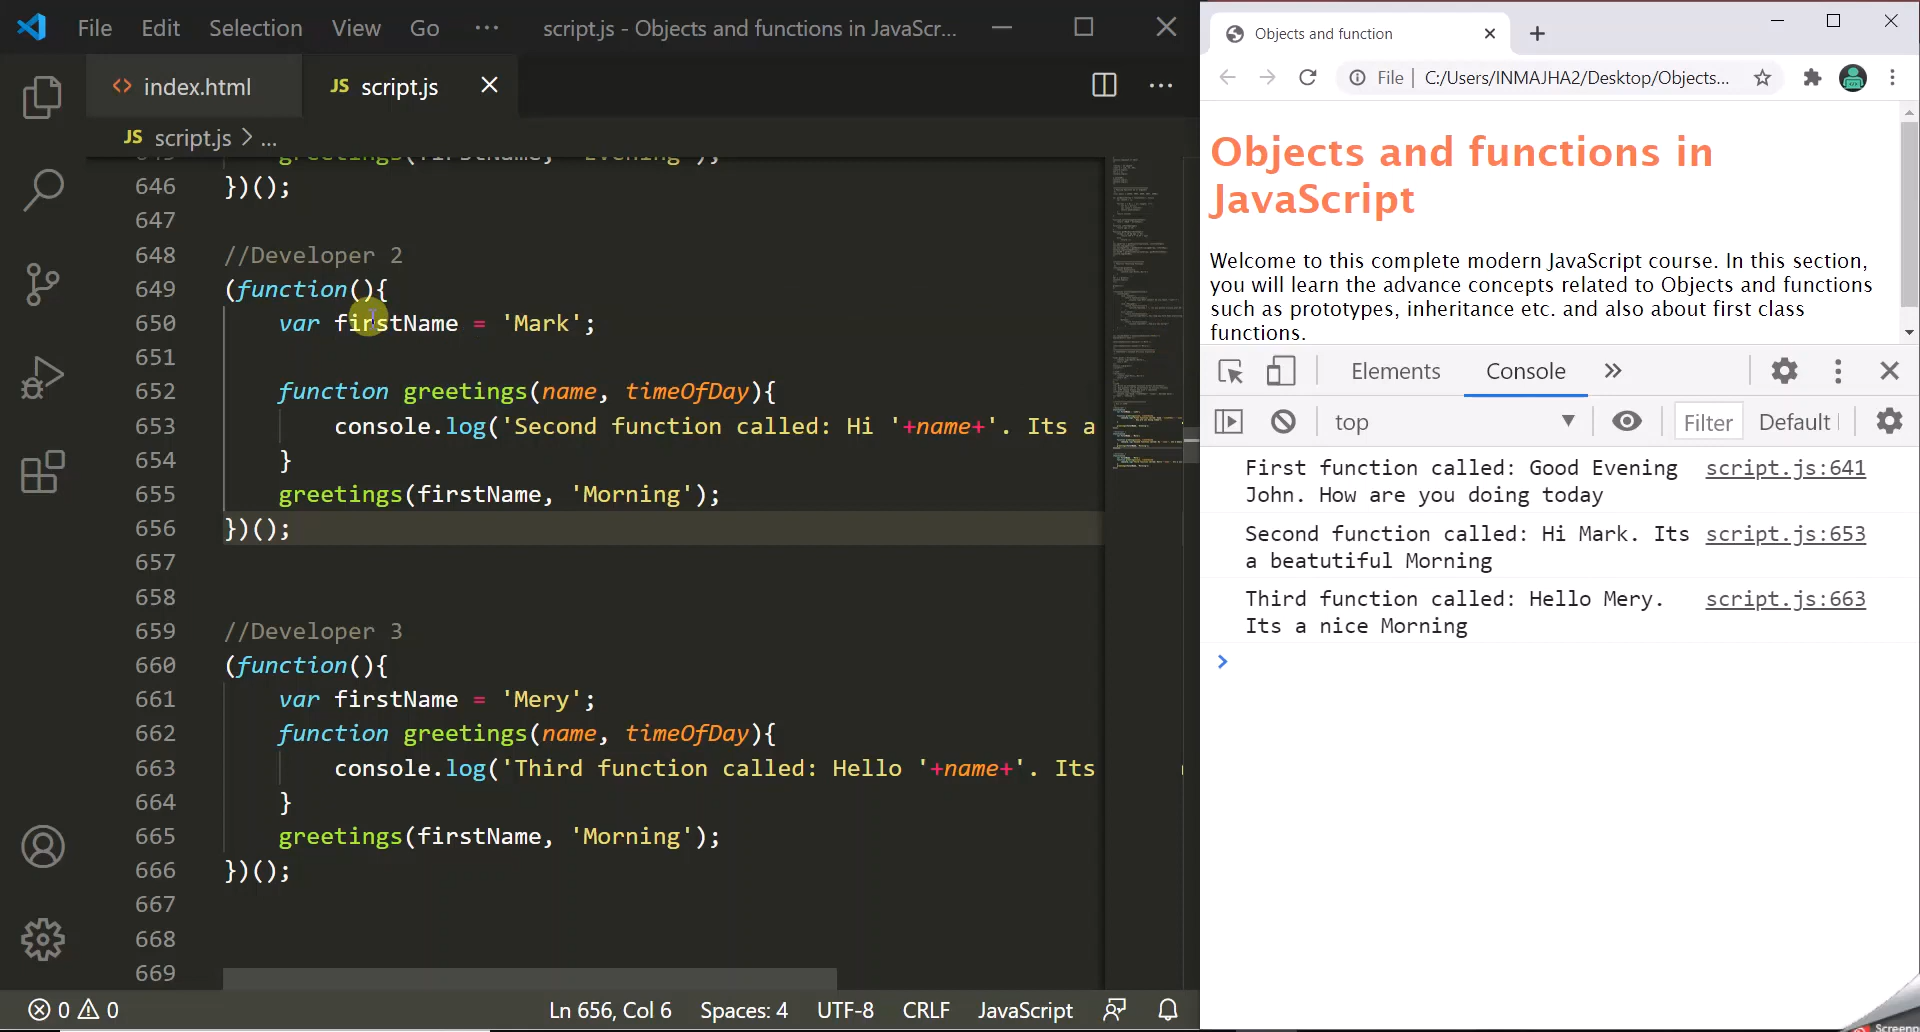 File Edit Selection View Go ··· script.js - Objects and functions in JavaScr...
index.html
JS script.js
JS script.js > ...
greetings(firstName, 'Evening');
646 })();
647
648 //Developer 2
649 (function(){
650 var firstName = 'Mark';
651
652 function greetings(name, timeOfDay){
653 console.log('Second function called: Hi '+name+'. Its a
654 }
655 greetings(firstName, 'Morning');
656 })();
657
658
659 //Developer 3
660 (function(){
661 var firstName = 'Mery';
662 function greetings(name, timeOfDay){
663 console.log('Third function called: Hello '+name+'. Its
664 }
665 greetings(firstName, 'Morning');
666 })();
667
668
669
0 0 Ln 656, Col 6 Spaces: 4 UTF-8 CRLF JavaScript
Objects and function
File | C:/Users/INMAJHA2/Desktop/Objects...
Objects and functions in
JavaScript
Welcome to this complete modern JavaScript course. In this section,
you will learn the advance concepts related to Objects and functions
such as prototypes, inheritance etc. and also about first class
functions.
Elements Console »
top Filter Default
First function called: Good Evening script.js:641
John. How are you doing today
Second function called: Hi Mark. Its script.js:653
a beatutiful Morning
Third function called: Hello Mery. script.js:663
Its a nice Morning
>